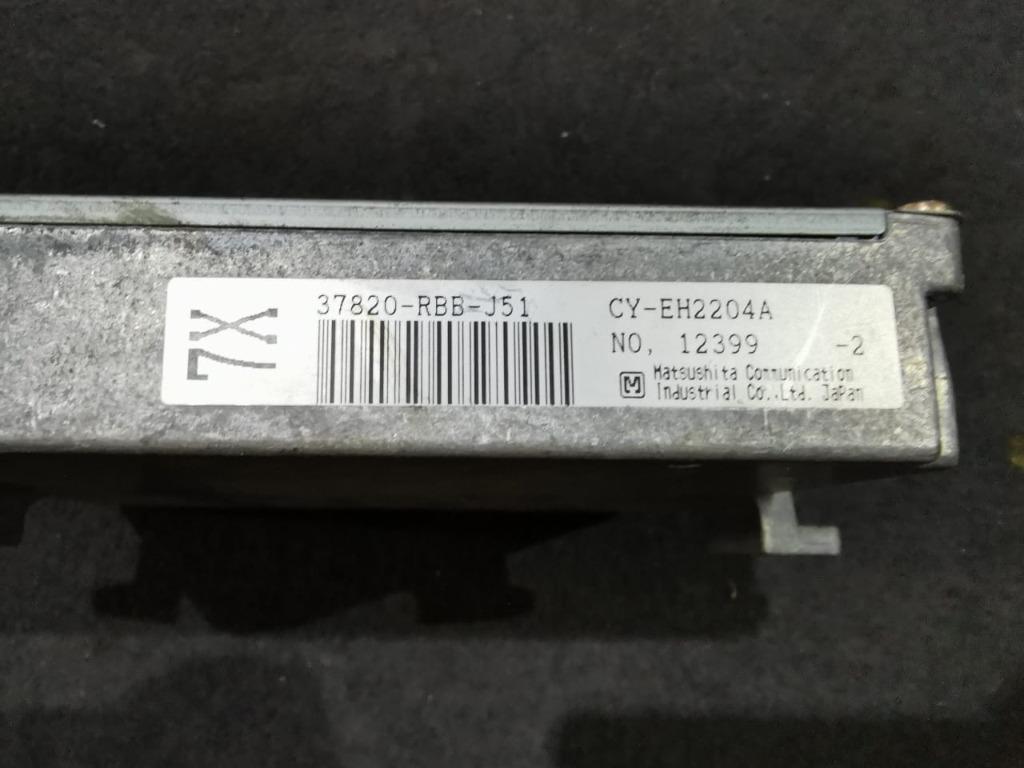 7X
37820-RBB-J51
CY-EH2204A
NO, 12399 -2
M Matsushita Communication
Industrial Co.,Ltd. JaPan